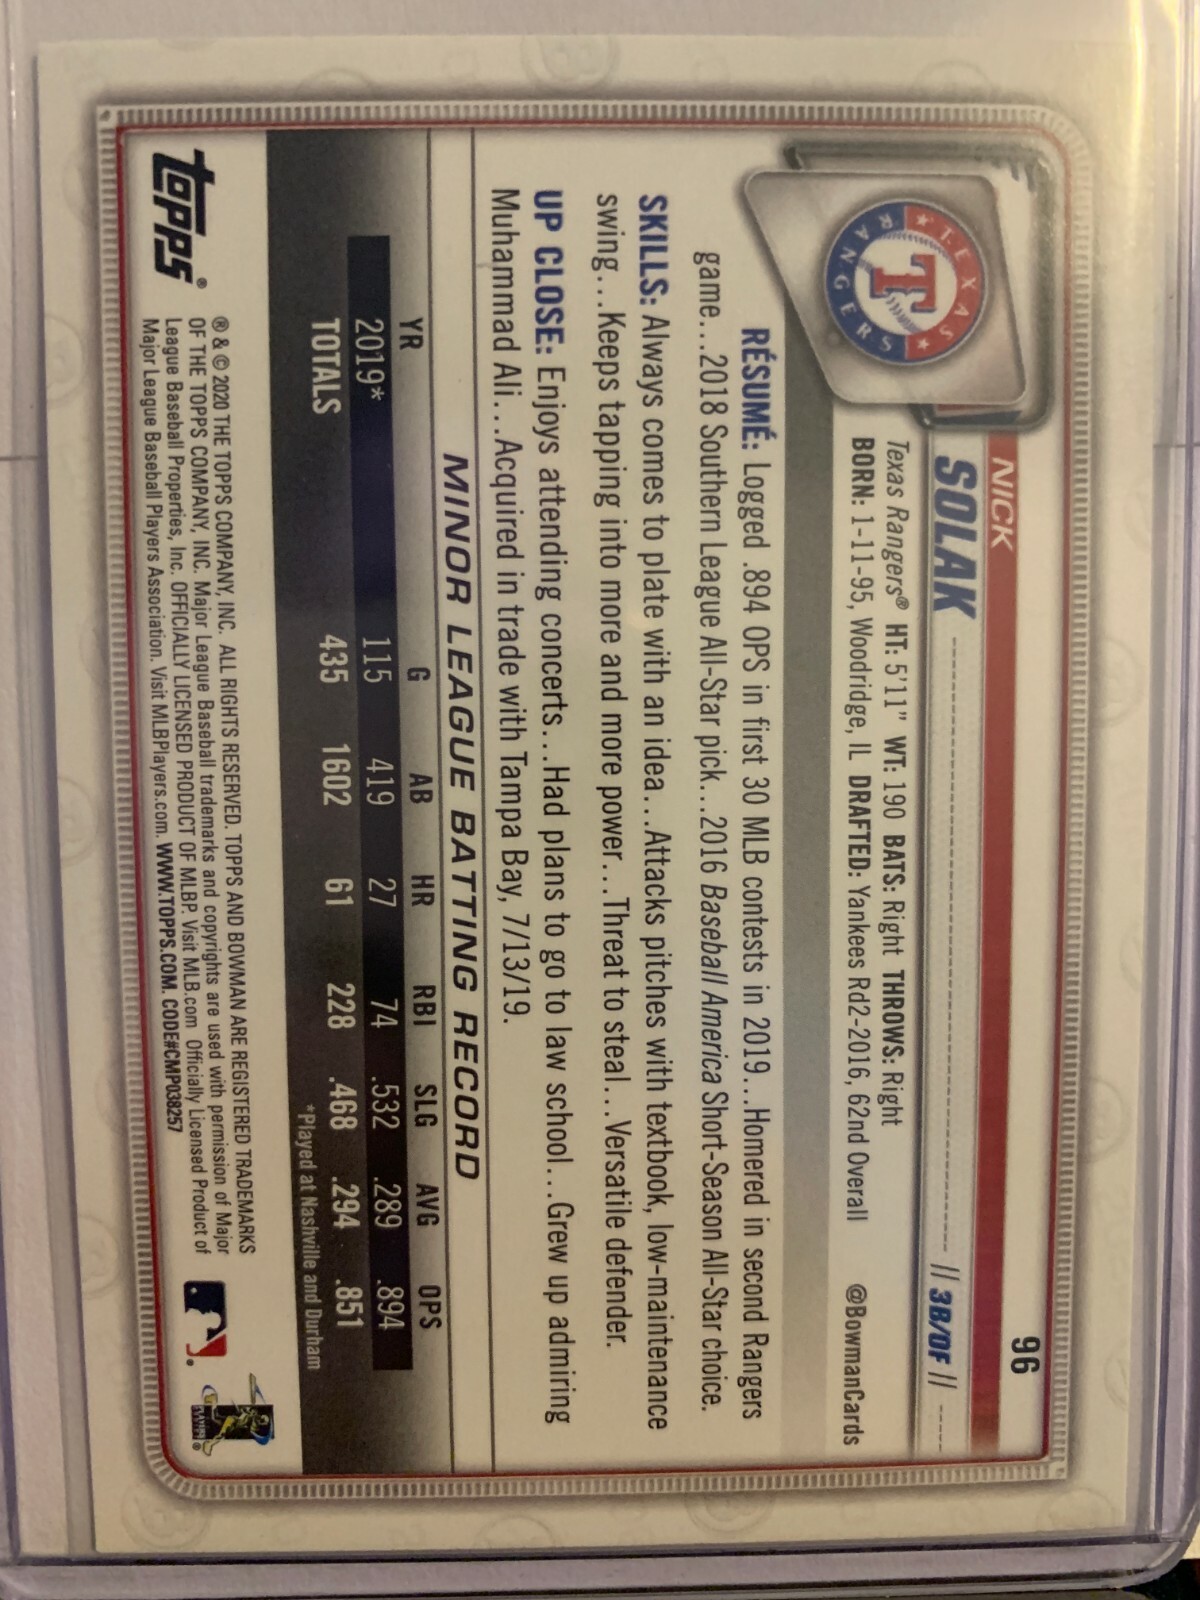 96
NICK
SOLAK || 3B/OF ||
TEXAS RANGERS
T
Texas Rangers® HT: 5'11" WT: 190 BATS: Right THROWS: Right
BORN: 1-11-95, Woodridge, IL DRAFTED: Yankees Rd2-2016, 62nd Overall @BowmanCards
RÉSUMÉ: Logged .894 OPS in first 30 MLB contests in 2019...Homered in second Rangers
game...2018 Southern League All-Star pick...2016 Baseball America Short-Season All-Star choice.
SKILLS: Always comes to plate with an idea...Attacks pitches with textbook, low-maintenance
swing...Keeps tapping into more and more power...Threat to steal...Versatile defender.
UP CLOSE: Enjoys attending concerts...Had plans to go to law school...Grew up admiring
Muhammad Ali...Acquired in trade with Tampa Bay, 7/13/19.
MINOR LEAGUE BATTING RECORD
YR G AB HR RBI SLG AVG OPS
2019* 115 419 27 74 .532 .289 .894
TOTALS 435 1602 61 228 .468 .294 .851
*Played at Nashville and Durham
topps®
® & © 2020 THE TOPPS COMPANY, INC. ALL RIGHTS RESERVED. TOPPS AND BOWMAN ARE REGISTERED TRADEMARKS
OF THE TOPPS COMPANY, INC. Major League Baseball trademarks and copyrights are used with permission of Major
League Baseball Properties, Inc. OFFICIALLY LICENSED PRODUCT OF MLBP. Visit MLB.com Officially Licensed Product of
Major League Baseball Players Association. Visit MLBPlayers.com. WWW.TOPPS.COM. CODE#CMP038257